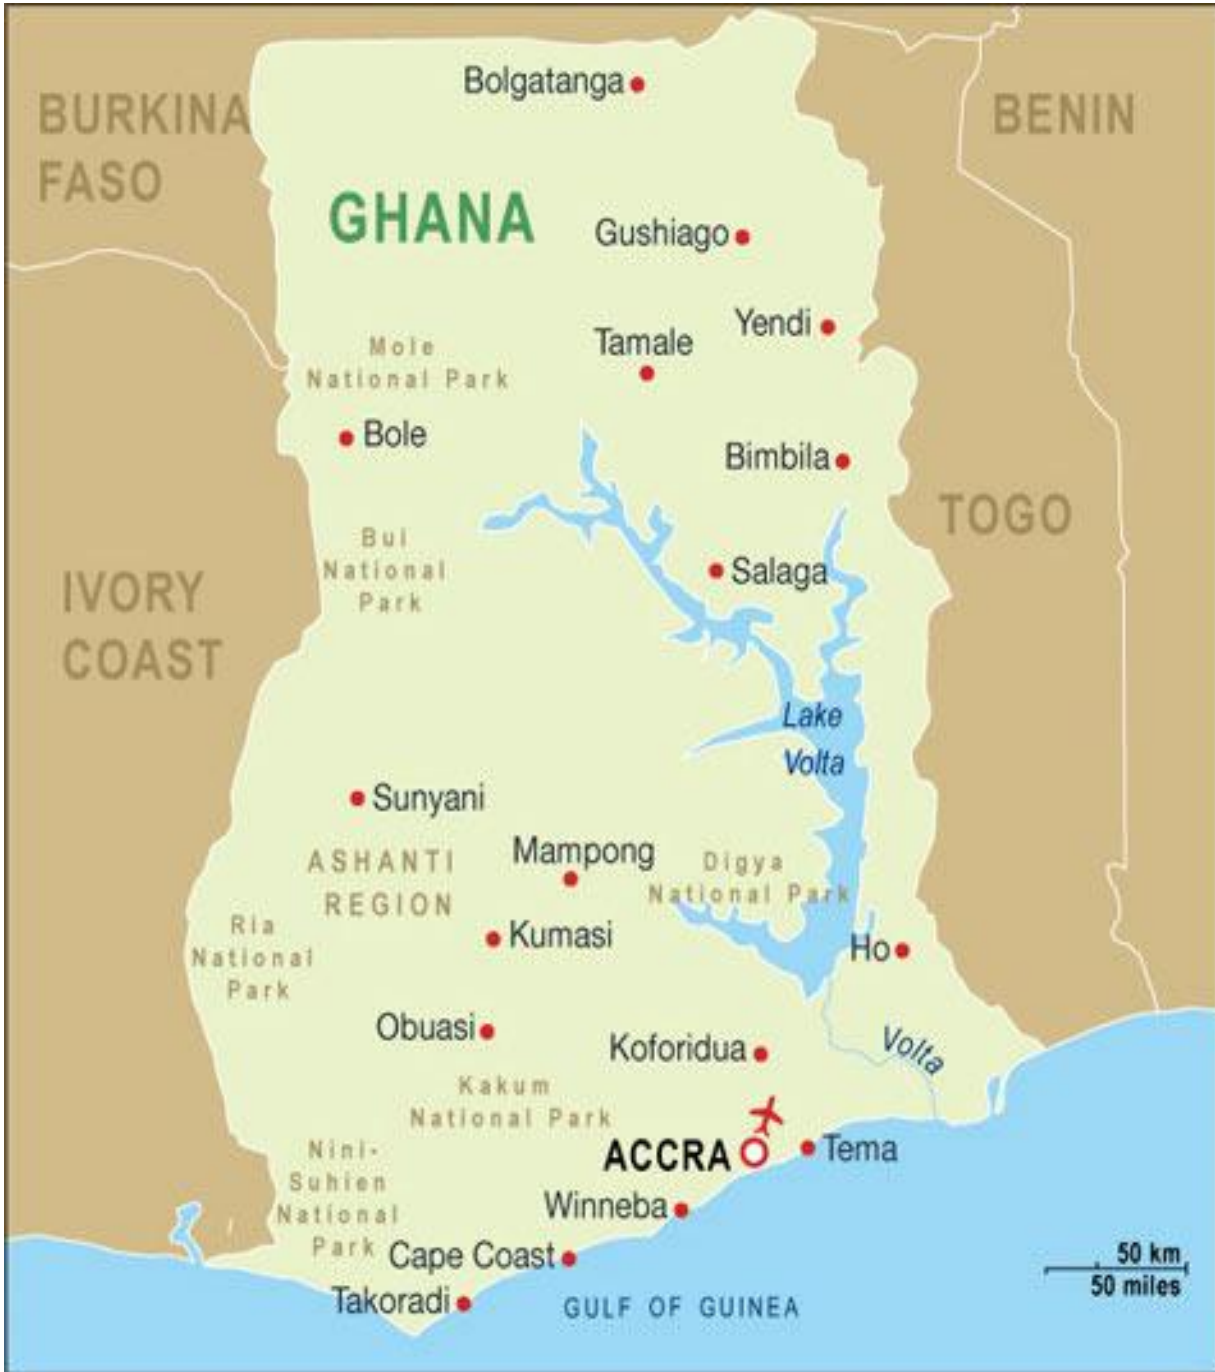 Bolgatanga
BURKINA
FASO
BENIN
GHANA
Gushiago
Yendi
Tamale
Mole
National Park
Bole
Bimbila
TOGO
Bui
National
Park
Salaga
IVORY
COAST
Lake
Volta
Sunyani
Mampong
ASHANTI
REGION
Digya
National Park
Ria
National
Park
Kumasi
Ho
Obuasi
Koforidua
Volta
Kakum
National Park
ACCRA
Tema
Nini-
Suhien
National
Park
Winneba
Cape Coast
Takoradi
GULF OF GUINEA
50 km
50 miles